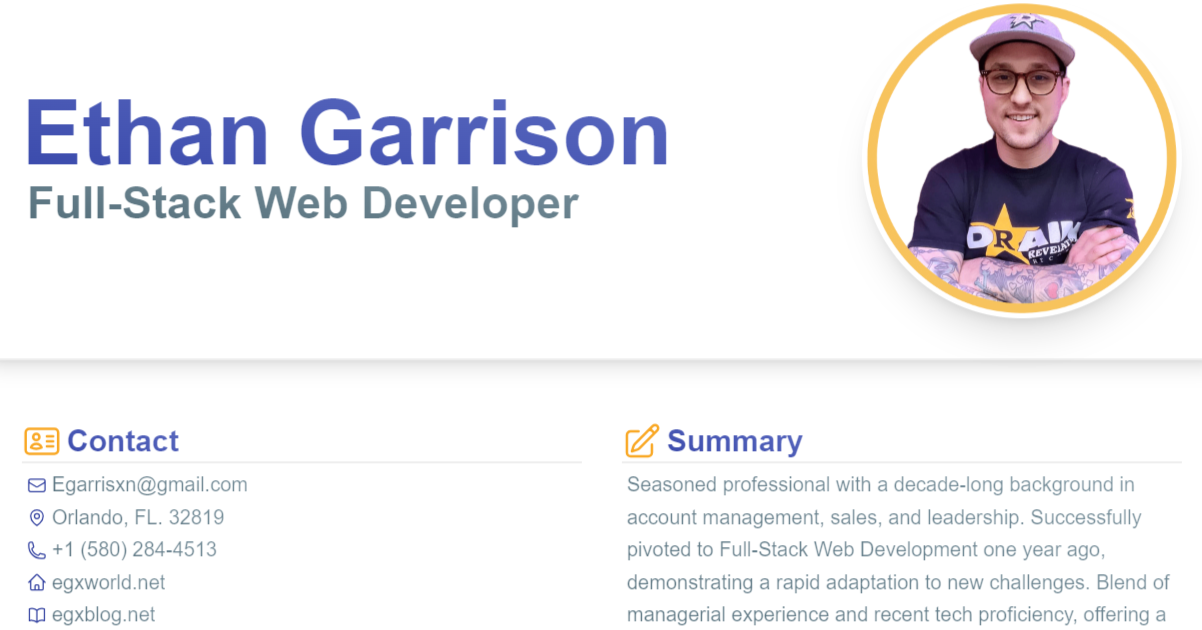 Ethan Garrison
Full-Stack Web Developer
DRAIN
REVEL
Contact
Egarrisxn@gmail.com
Orlando, FL. 32819
+1 (580) 284-4513
egxworld.net
egxblog.net
Summary
Seasoned professional with a decade-long background in
account management, sales, and leadership. Successfully
pivoted to Full-Stack Web Development one year ago,
demonstrating a rapid adaptation to new challenges. Blend of
managerial experience and recent tech proficiency, offering a